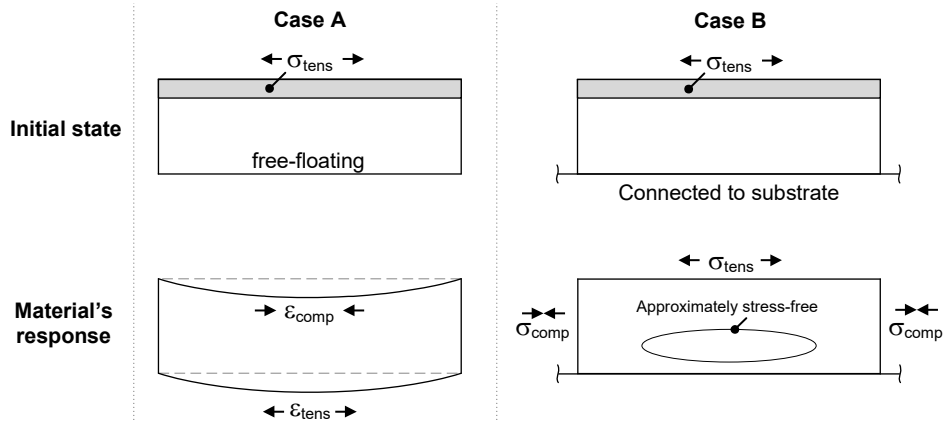 Case A
Case B
σtens
σtens
Initial state
free-floating
Connected to substrate
σtens
Material's
response
εcomp
Approximately stress-free
σcomp
σcomp
εtens